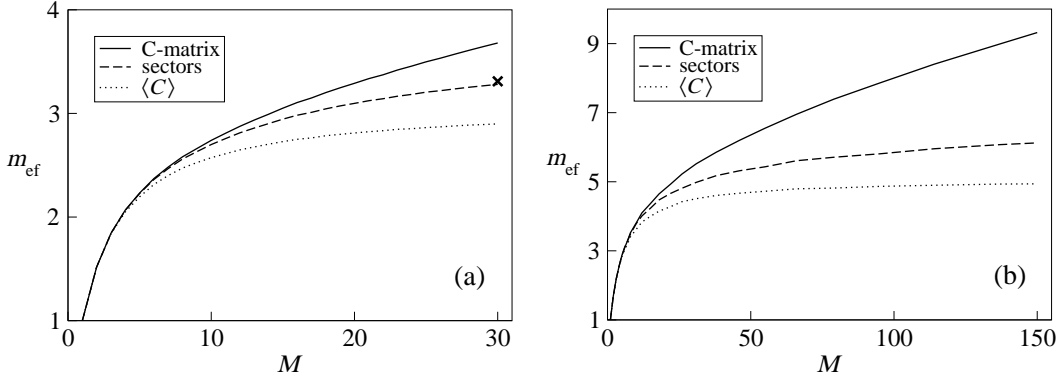 4
C-matrix
sectors
⟨C⟩
3
m_ef
2
(a)
1
0
10
20
30
M
9
C-matrix
sectors
⟨C⟩
7
m_ef
5
3
(b)
1
0
50
100
150
M